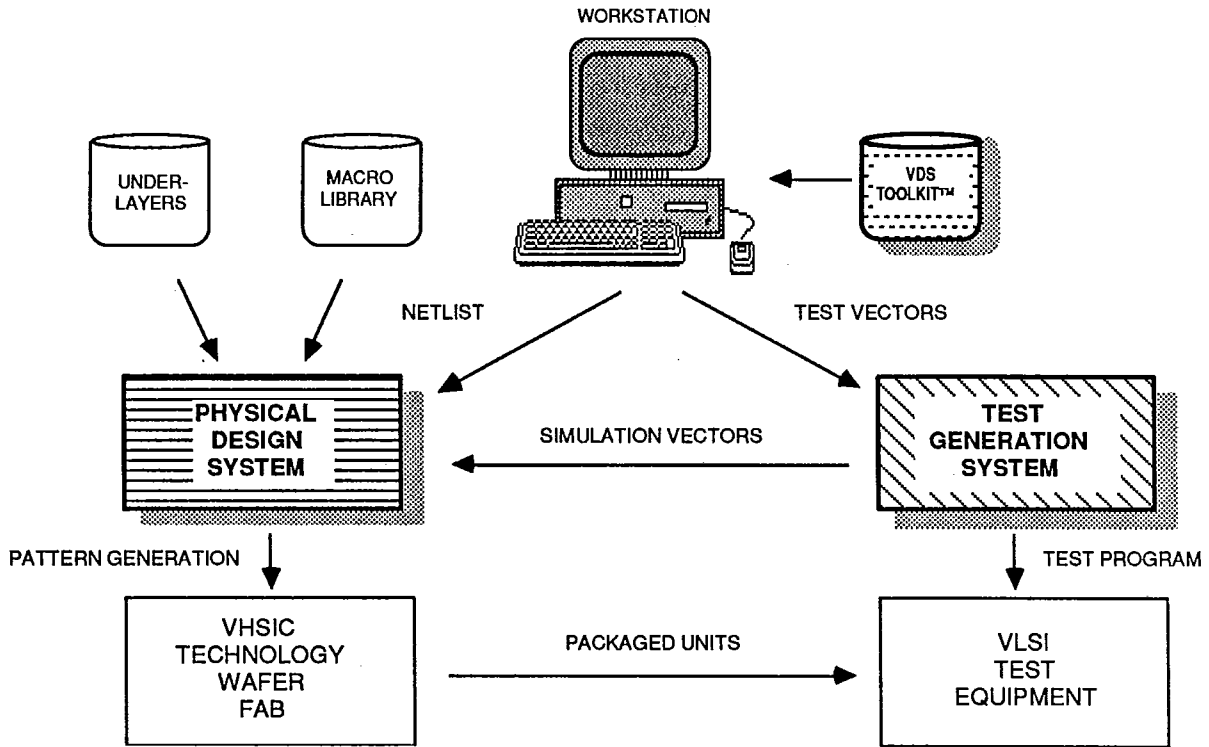 WORKSTATION
UNDER-
LAYERS
MACRO
LIBRARY
VDS
TOOLKIT™
NETLIST
TEST VECTORS
PHYSICAL
DESIGN
SYSTEM
SIMULATION VECTORS
TEST
GENERATION
SYSTEM
PATTERN GENERATION
TEST PROGRAM
VHSIC
TECHNOLOGY
WAFER
FAB
PACKAGED UNITS
VLSI
TEST
EQUIPMENT